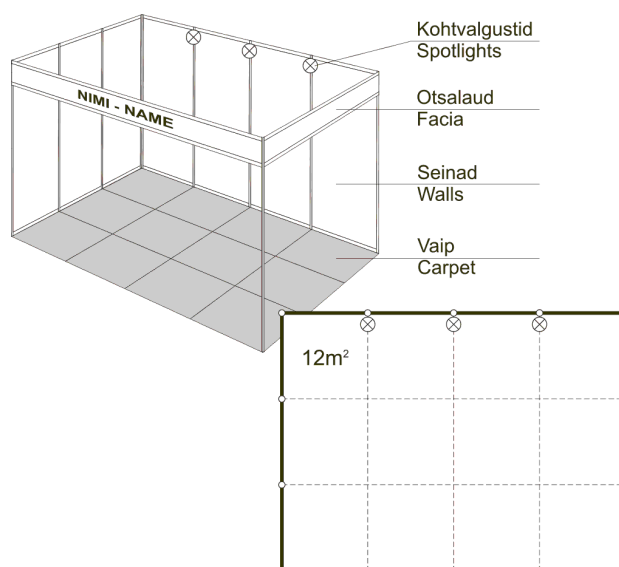 Kohtvalgustid
Spotlights
NIMI - NAME
Otsalaud
Facia
Seinad
Walls
Vaip
Carpet
12m²